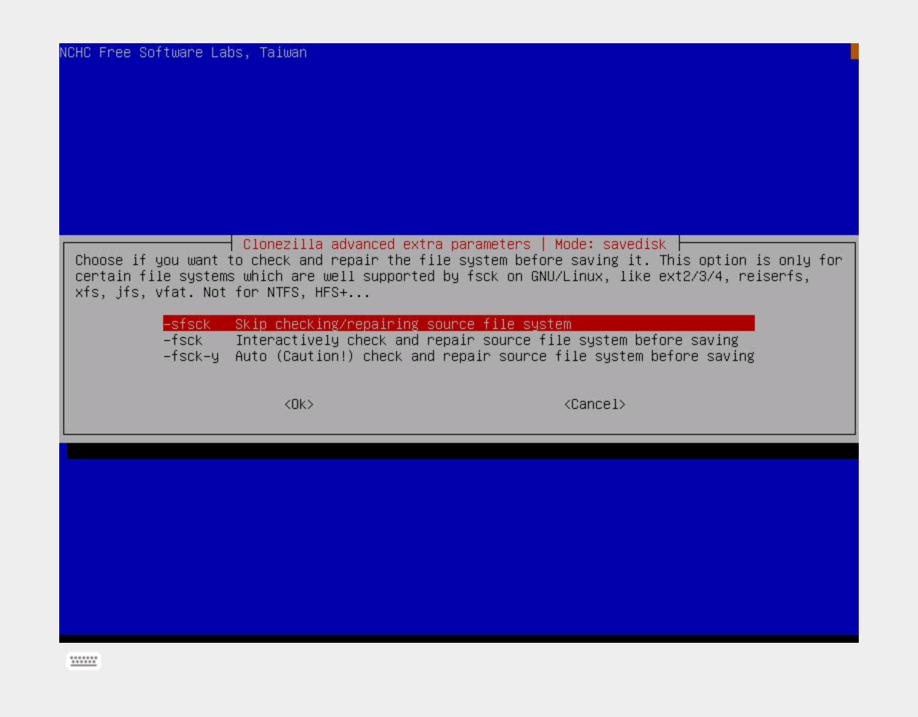 NCHC Free Software Labs, Taiwan
Clonezilla advanced extra parameters | Mode: savedisk
Choose if you want to check and repair the file system before saving it. This option is only for
certain file systems which are well supported by fsck on GNU/Linux, like ext2/3/4, reiserfs,
xfs, jfs, vfat. Not for NTFS, HFS+...
-sfsck Skip checking/repairing source file system
-fsck Interactively check and repair source file system before saving
-fsck-y Auto (Caution!) check and repair source file system before saving
<Ok> <Cancel>